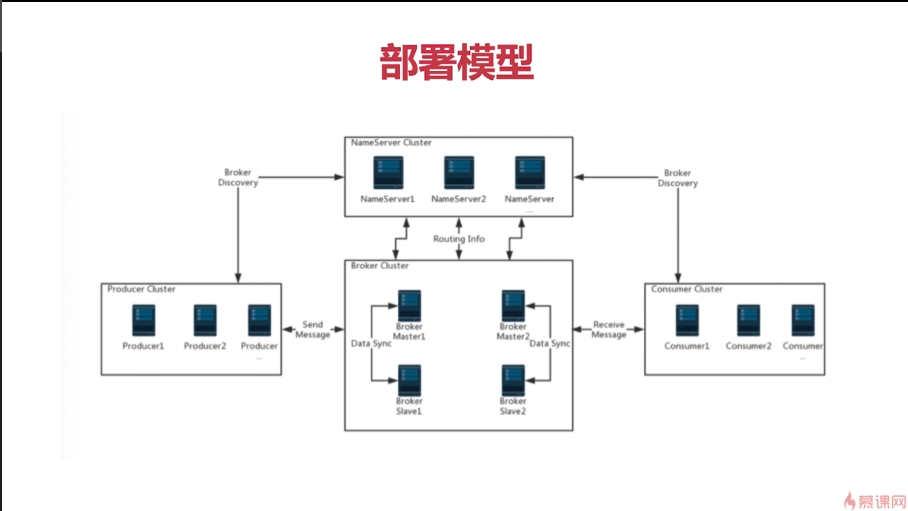 部署模型
NameServer Cluster
NameServer1
NameServer2
NameServer
...
Broker
Discovery
Broker
Discovery
Routing Info
Broker Cluster
Broker
Master1
Broker
Master2
Data Sync
Data Sync
Broker
Slave1
Broker
Slave2
Producer Cluster
Producer1
Producer2
Producer
...
Send
Message
Receive
Message
Consumer Cluster
Consumer1
Consumer2
Consumer
...
慕课网